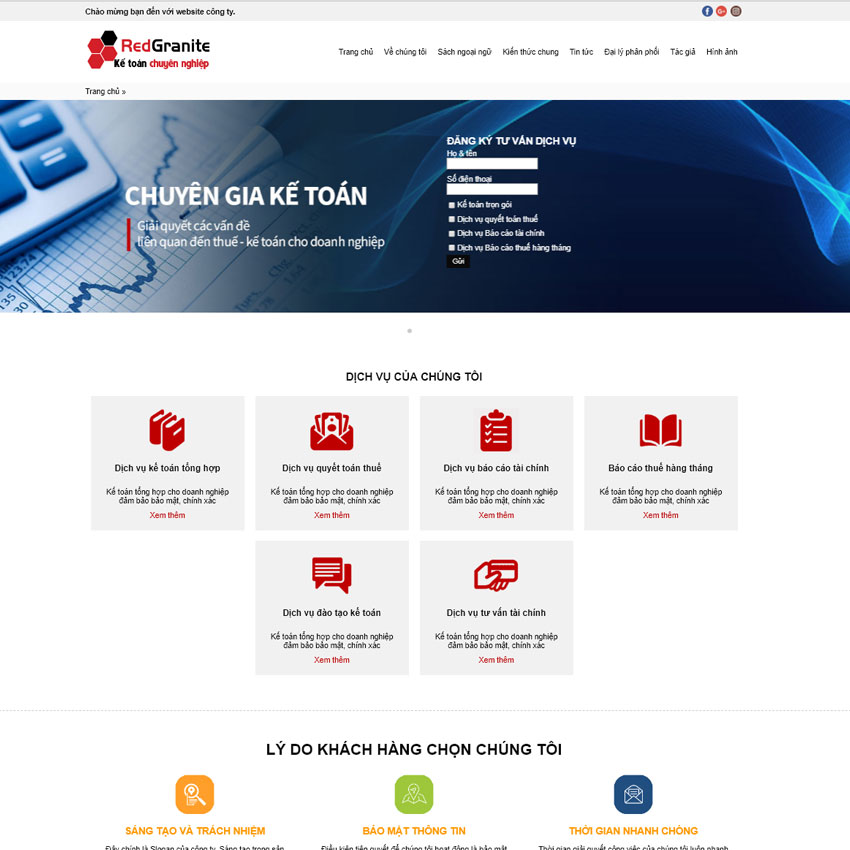 Chào mừng bạn đến với website công ty.
RedGranite
Kế toán chuyên nghiệp
Trang chủ Về chúng tôi Sách ngoại ngữ Kiến thức chung Tin tức Đại lý phân phối Tác giả Hình ảnh
Trang chủ »
CHUYÊN GIA KẾ TOÁN
Giải quyết các vấn đề
liên quan đến thuế - kế toán cho doanh nghiệp
ĐĂNG KÝ TƯ VẤN DỊCH VỤ
Họ & tên
Số điện thoại
Kế toán trọn gói
Dịch vụ quyết toán thuế
Dịch vụ Báo cáo tài chính
Dịch vụ Báo cáo thuế hàng tháng
Gửi
DỊCH VỤ CỦA CHÚNG TÔI
Dịch vụ kế toán tổng hợp
Kế toán tổng hợp cho doanh nghiệp
đảm bảo bảo mật, chính xác
Xem thêm
Dịch vụ quyết toán thuế
Kế toán tổng hợp cho doanh nghiệp
đảm bảo bảo mật, chính xác
Xem thêm
Dịch vụ báo cáo tài chính
Kế toán tổng hợp cho doanh nghiệp
đảm bảo bảo mật, chính xác
Xem thêm
Báo cáo thuế hàng tháng
Kế toán tổng hợp cho doanh nghiệp
đảm bảo bảo mật, chính xác
Xem thêm
Dịch vụ đào tạo kế toán
Kế toán tổng hợp cho doanh nghiệp
đảm bảo bảo mật, chính xác
Xem thêm
Dịch vụ tư vấn tài chính
Kế toán tổng hợp cho doanh nghiệp
đảm bảo bảo mật, chính xác
Xem thêm
LÝ DO KHÁCH HÀNG CHỌN CHÚNG TÔI
SÁNG TẠO VÀ TRÁCH NHIỆM
Đây chính là Slogan của công ty. Sáng tạo trong sản
BẢO MẬT THÔNG TIN
Điều kiện tiên quyết để chúng tôi hoạt động là bảo mật
THỜI GIAN NHANH CHÓNG
Thời gian giải quyết công việc của chúng tôi luôn nhanh